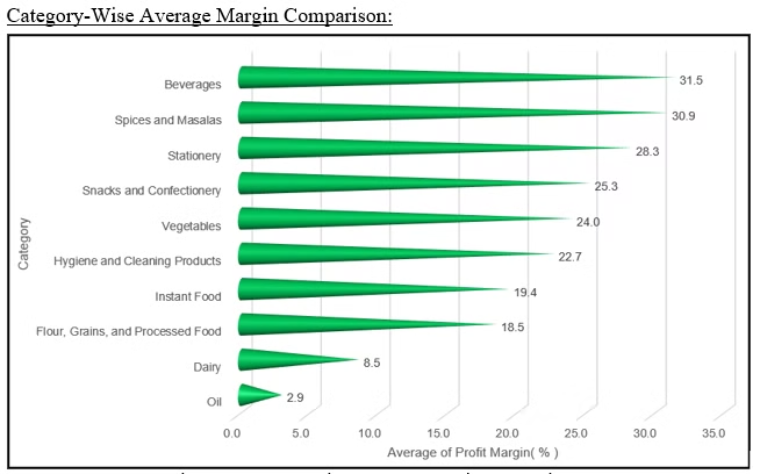 Category-Wise Average Margin Comparison:
Beverages 31.5
Spices and Masalas 30.9
Stationery 28.3
Snacks and Confectionery 25.3
Vegetables 24.0
Hygiene and Cleaning Products 22.7
Instant Food 19.4
Flour, Grains, and Processed Food 18.5
Dairy 8.5
Oil 2.9
Category
0.0 5.0 10.0 15.0 20.0 25.0 30.0 35.0
Average of Profit Margin( % )